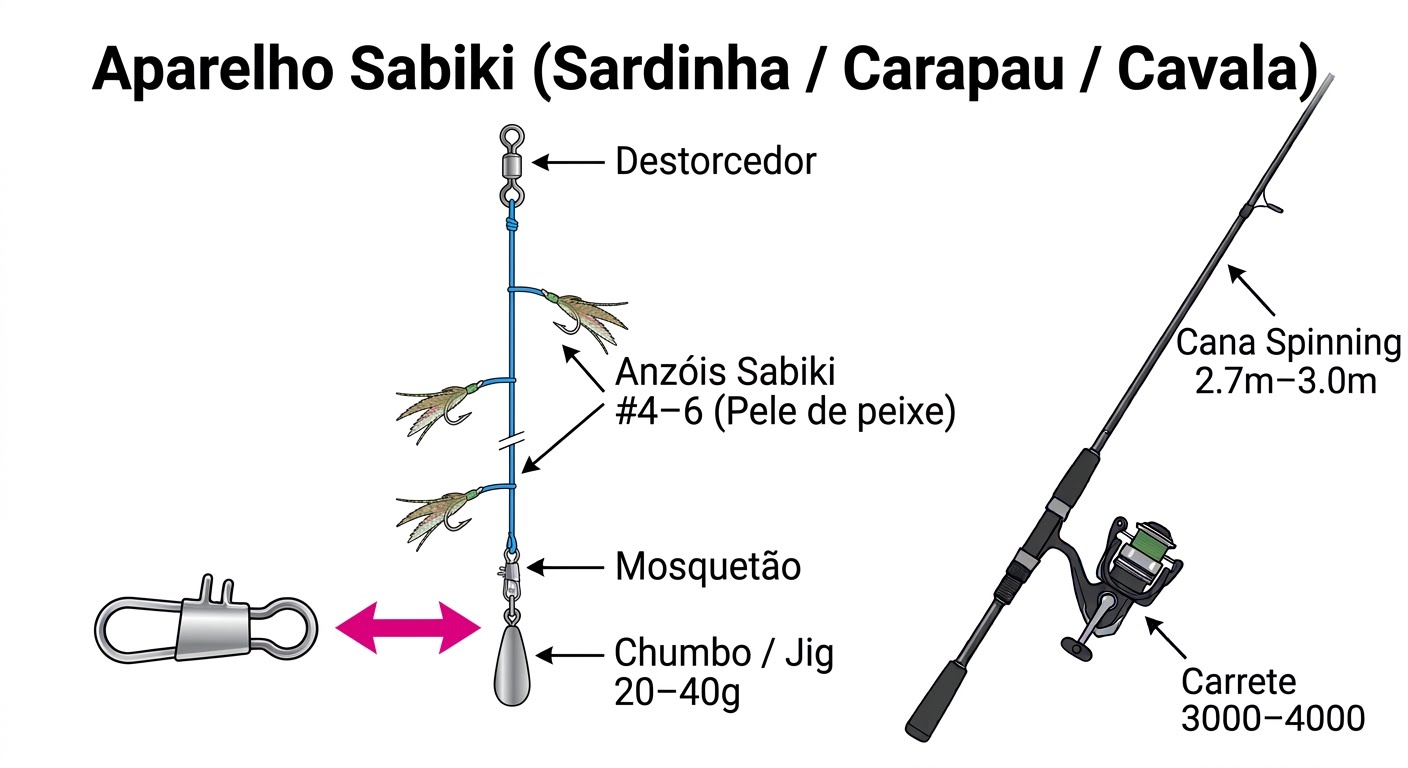 Aparelho Sabiki (Sardinha / Carapau / Cavala)
Destorcedor
Anzóis Sabiki
#4–6 (Pele de peixe)
Mosquetão
Chumbo / Jig
20–40g
Cana Spinning
2.7m–3.0m
Carrete
3000–4000